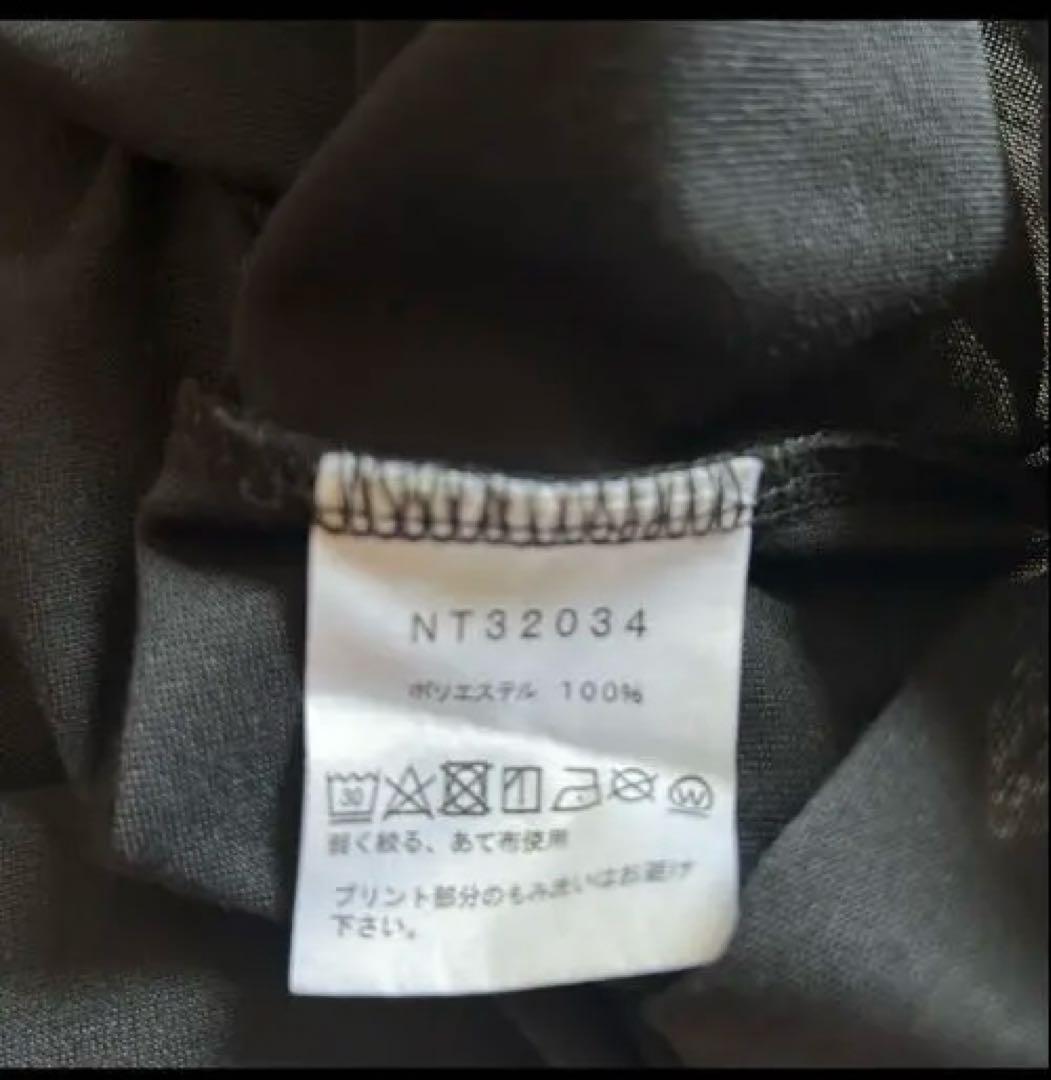 NT32034
ポリエステル 100%
30
W
弱く絞る、あて布使用
プリント部分のもみ洗いはお避け
下さい。